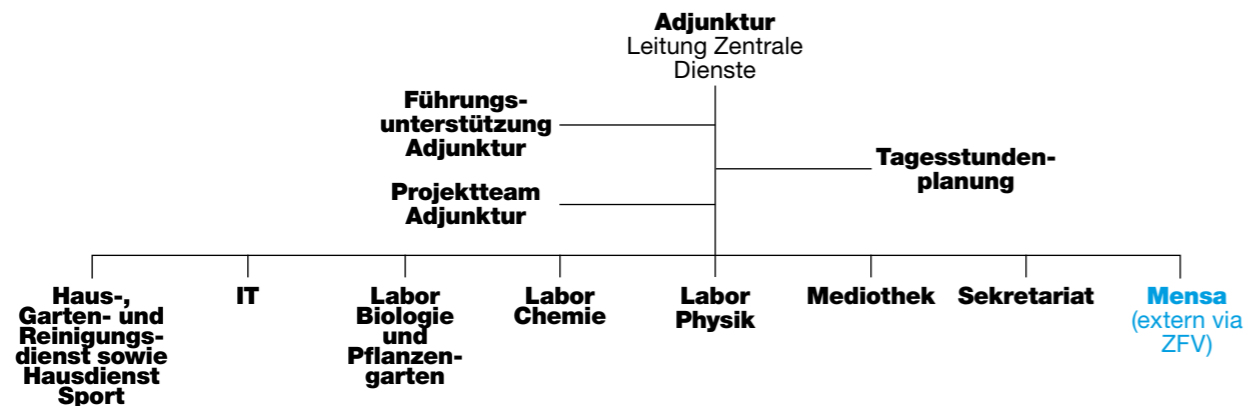 Adjunktur
Leitung Zentrale
Dienste
Führungs-
unterstützung
Adjunktur
Tagesstunden-
planung
Projektteam
Adjunktur
Haus-,
Garten- und
Reinigungs-
dienst sowie
Hausdienst
Sport
IT
Labor
Biologie
und
Pflanzen-
garten
Labor
Chemie
Labor
Physik
Mediothek
Sekretariat
Mensa
(extern via
ZFV)